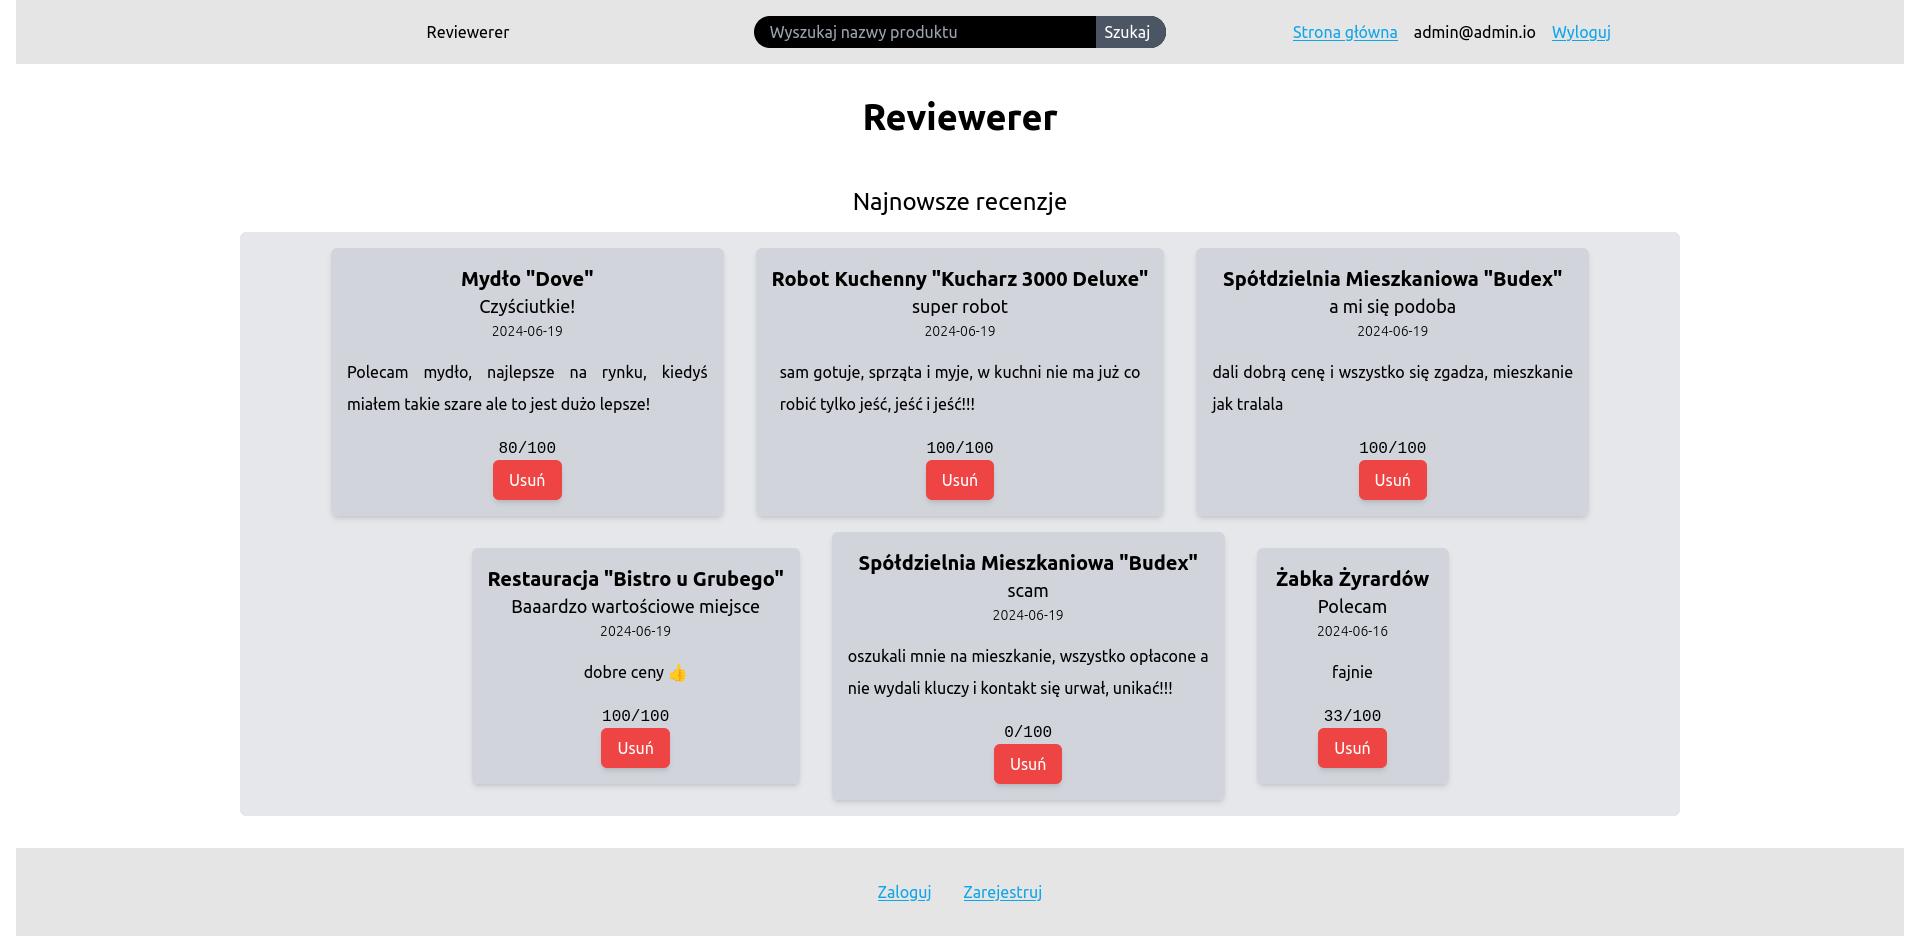 Reviewerer
Wyszukaj nazwy produktu
Szukaj
Strona główna
admin@admin.io
Wyloguj
Reviewerer
Najnowsze recenzje
Mydło "Dove"
Czyściutkie!
2024-06-19
Polecam mydło, najlepsze na rynku, kiedyś
miałem takie szare ale to jest dużo lepsze!
80/100
Usuń
Robot Kuchenny "Kucharz 3000 Deluxe"
super robot
2024-06-19
sam gotuje, sprząta i myje, w kuchni nie ma już co
robić tylko jeść, jeść i jeść!!!
100/100
Usuń
Spółdzielnia Mieszkaniowa "Budex"
a mi się podoba
2024-06-19
dali dobrą cenę i wszystko się zgadza, mieszkanie
jak tralala
100/100
Usuń
Restauracja "Bistro u Grubego"
Baaardzo wartościowe miejsce
2024-06-19
dobre ceny 👍
100/100
Usuń
Spółdzielnia Mieszkaniowa "Budex"
scam
2024-06-19
oszukali mnie na mieszkanie, wszystko opłacone a
nie wydali kluczy i kontakt się urwał, unikać!!!
0/100
Usuń
Żabka Żyrardów
Polecam
2024-06-16
fajnie
33/100
Usuń
Zaloguj
Zarejestruj